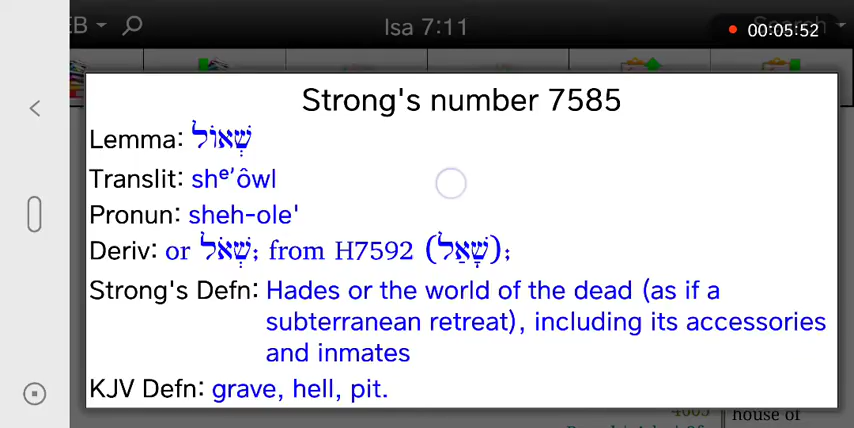 EB
Isa 7:11
Search
00:05:52
Strong's number 7585
Lemma: שְׁאוֹל
Translit: shᵉʼôwl
Pronun: sheh-ole'
Deriv: or שְׁאֹל; from H7592 (שָׁאַל);
Strong's Defn: Hades or the world of the dead (as if a
subterranean retreat), including its accessories
and inmates
KJV Defn: grave, hell, pit.
house of